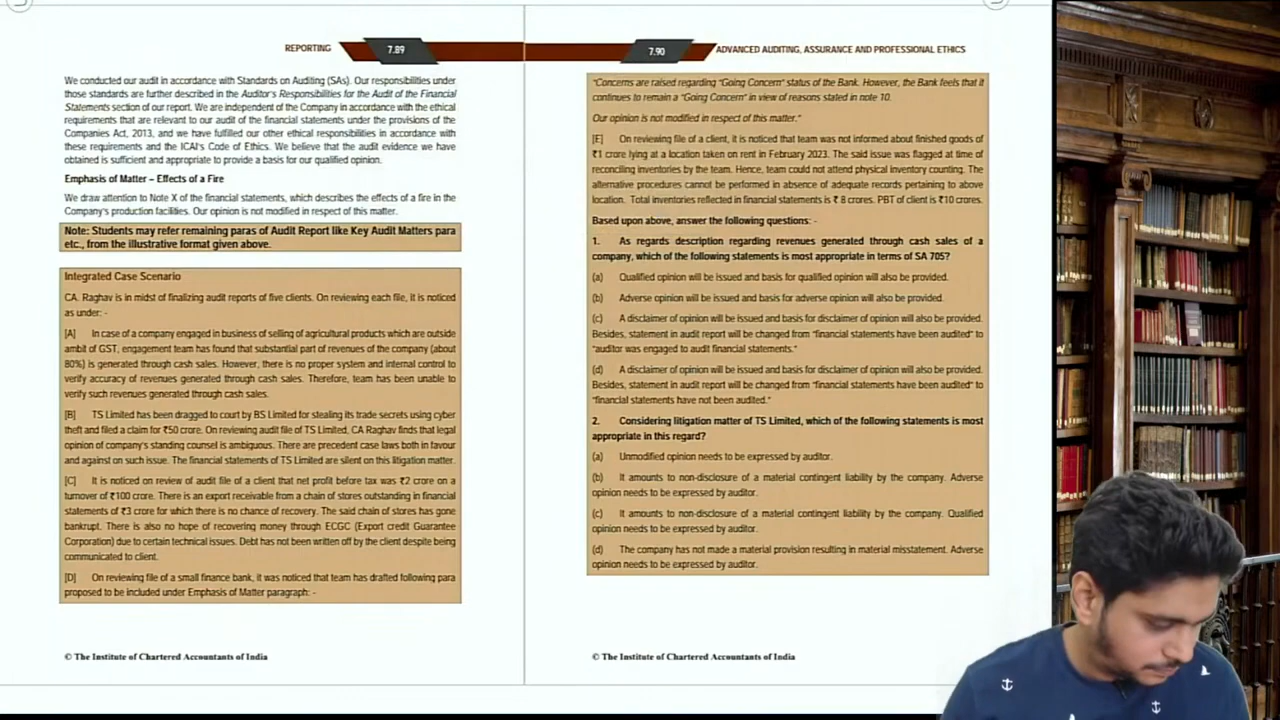 REPORTING 7.89
We conducted our audit in accordance with Standards on Auditing (SAs). Our responsibilities under
those standards are further described in the Auditor's Responsibilities for the Audit of the Financial
Statements section of our report. We are independent of the Company in accordance with the ethical
requirements that are relevant to our audit of the financial statements under the provisions of the
Companies Act, 2013, and we have fulfilled our other ethical responsibilities in accordance with
these requirements and the ICAI's Code of Ethics. We believe that the audit evidence we have
obtained is sufficient and appropriate to provide a basis for our qualified opinion.
Emphasis of Matter – Effects of a Fire
We draw attention to Note X of the financial statements, which describes the effects of a fire in the
Company's production facilities. Our opinion is not modified in respect of this matter.
Note: Students may refer remaining paras of Audit Report like Key Audit Matters para
etc., from the illustrative format given above.
Integrated Case Scenario
CA. Raghav is in midst of finalizing audit reports of five clients. On reviewing each file, it is noticed
as under: -
[A] In case of a company engaged in business of selling of agricultural products which are outside
ambit of GST, engagement team has found that substantial part of revenues of the company (about
80%) is generated through cash sales. However, there is no proper system and internal control to
verify accuracy of revenues generated through cash sales. Therefore, team has been unable to
verify such revenues generated through cash sales.
[B] TS Limited has been dragged to court by BS Limited for stealing its trade secrets using cyber
theft and filed a claim for ₹50 crore. On reviewing audit file of TS Limited, CA Raghav finds that legal
opinion of company's standing counsel is ambiguous. There are precedent case laws both in favour
and against on such issue. The financial statements of TS Limited are silent on this litigation matter.
[C] It is noticed on review of audit file of a client that net profit before tax was ₹2 crore on a
turnover of ₹100 crore. There is an export receivable from a chain of stores outstanding in financial
statements of ₹3 crore for which there is no chance of recovery. The said chain of stores has gone
bankrupt. There is also no hope of recovering money through ECGC (Export credit Guarantee
Corporation) due to certain technical issues. Debt has not been written off by the client despite being
communicated to client.
[D] On reviewing file of a small finance bank, it was noticed that team has drafted following para
proposed to be included under Emphasis of Matter paragraph: -
© The Institute of Chartered Accountants of India
7.90 ADVANCED AUDITING, ASSURANCE AND PROFESSIONAL ETHICS
"Concerns are raised regarding "Going Concern" status of the Bank. However, the Bank feels that it
continues to remain a "Going Concern" in view of reasons stated in note 10.
Our opinion is not modified in respect of this matter."
[E] On reviewing file of a client, it is noticed that team was not informed about finished goods of
₹1 crore lying at a location taken on rent in February 2023. The said issue was flagged at time of
reconciling inventories by the team. Hence, team could not attend physical inventory counting. The
alternative procedures cannot be performed in absence of adequate records pertaining to above
location. Total inventories reflected in financial statements is ₹ 8 crores. PBT of client is ₹10 crores.
Based upon above, answer the following questions: -
1. As regards description regarding revenues generated through cash sales of a
company, which of the following statements is most appropriate in terms of SA 705?
(a) Qualified opinion will be issued and basis for qualified opinion will also be provided.
(b) Adverse opinion will be issued and basis for adverse opinion will also be provided.
(c) A disclaimer of opinion will be issued and basis for disclaimer of opinion will also be provided.
Besides, statement in audit report will be changed from "financial statements have been audited" to
"auditor was engaged to audit financial statements."
(d) A disclaimer of opinion will be issued and basis for disclaimer of opinion will also be provided.
Besides, statement in audit report will be changed from "financial statements have been audited" to
"financial statements have not been audited."
2. Considering litigation matter of TS Limited, which of the following statements is most
appropriate in this regard?
(a) Unmodified opinion needs to be expressed by auditor.
(b) It amounts to non-disclosure of a material contingent liability by the company. Adverse
opinion needs to be expressed by auditor.
(c) It amounts to non-disclosure of a material contingent liability by the company. Qualified
opinion needs to be expressed by auditor.
(d) The company has not made a material provision resulting in material misstatement. Adverse
opinion needs to be expressed by auditor.
© The Institute of Chartered Accountants of India